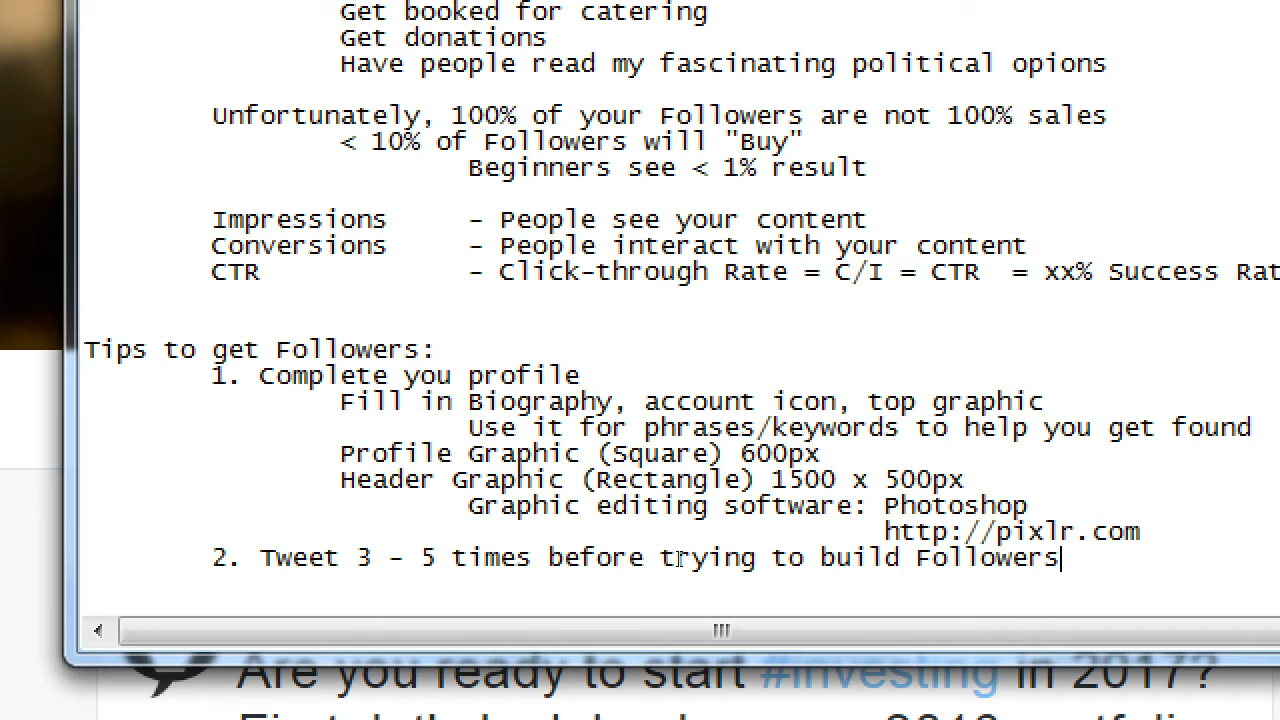 Get booked for catering
Get donations
Have people read my fascinating political opions
Unfortunately, 100% of your Followers are not 100% sales
< 10% of Followers will "Buy"
Beginners see < 1% result
Impressions - People see your content
Conversions - People interact with your content
CTR - Click-through Rate = C/I = CTR = xx% Success Rat
Tips to get Followers:
1. Complete you profile
Fill in Biography, account icon, top graphic
Use it for phrases/keywords to help you get found
Profile Graphic (Square) 600px
Header Graphic (Rectangle) 1500 x 500px
Graphic editing software: Photoshop
http://pixlr.com
2. Tweet 3 - 5 times before trying to build Followers
Are you ready to start #investing in 2017?